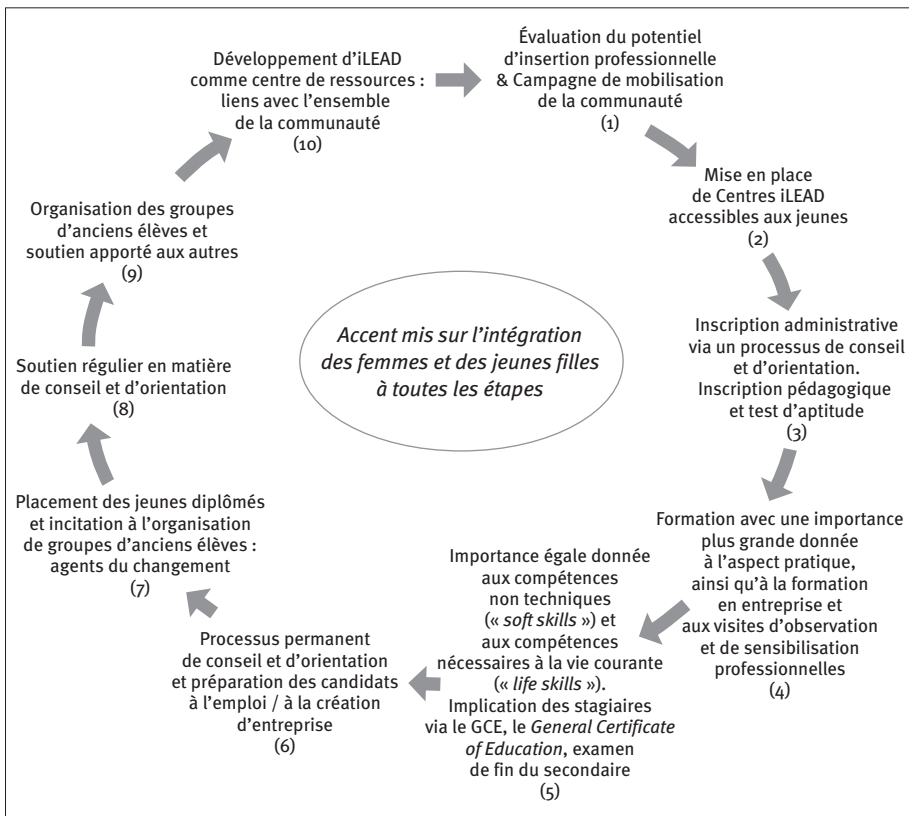 Évaluation du potentiel
d'insertion professionnelle
& Campagne de mobilisation
de la communauté
(1)
Mise en place
de Centres iLEAD
accessibles aux jeunes
(2)
Inscription administrative
via un processus de conseil
et d'orientation.
Inscription pédagogique
et test d'aptitude
(3)
Formation avec une importance
plus grande donnée
à l'aspect pratique,
ainsi qu'à la formation
en entreprise et
aux visites d'observation
et de sensibilisation
professionnelles
(4)
Importance égale donnée
aux compétences
non techniques
(« soft skills ») et
aux compétences
nécessaires à la vie courante
(« life skills »).
Implication des stagiaires
via le GCE, le General Certificate
of Education, examen
de fin du secondaire
(5)
Processus permanent
de conseil et d'orientation
et préparation des candidats
à l'emploi / à la création
d'entreprise
(6)
Placement des jeunes diplômés
et incitation à l'organisation
de groupes d'anciens élèves :
agents du changement
(7)
Soutien régulier en matière
de conseil et d'orientation
(8)
Organisation des groupes
d'anciens élèves et
soutien apporté aux autres
(9)
Développement d'iLEAD
comme centre de ressources :
liens avec l'ensemble
de la communauté
(10)
Accent mis sur l'intégration
des femmes et des jeunes filles
à toutes les étapes